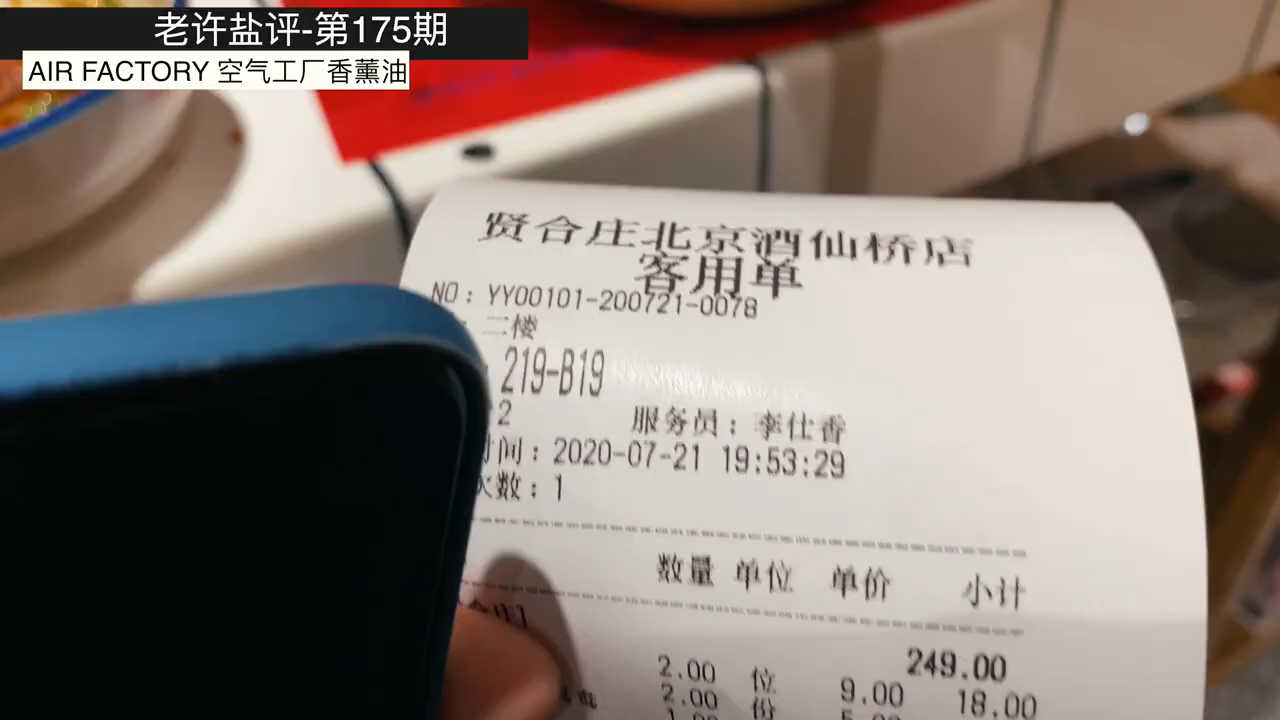 老许盐评-第175期
AIR FACTORY 空气工厂香薰油
贤合庄北京酒仙桥店
客用单
NO：YY00101-200721-0078
二楼
219-B19
2 服务员：李仕香
时间：2020-07-21 19:53:29
次数：1
数量 单位 单价 小计
249.00
2.00 位 9.00 18.00
2.00 份